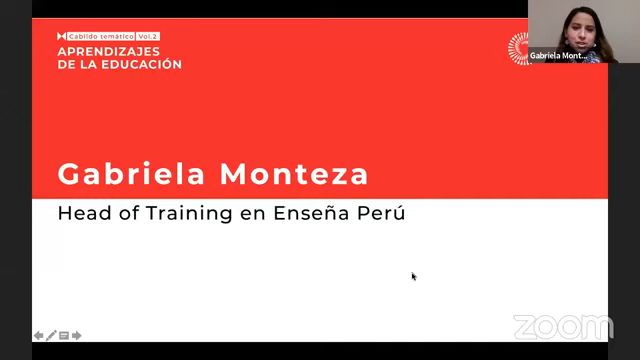 Cabildo temático Vol.2
APRENDIZAJES
DE LA EDUCACIÓN
Gabriela Mont...
Gabriela Monteza
Head of Training en Enseña Perú
zoom